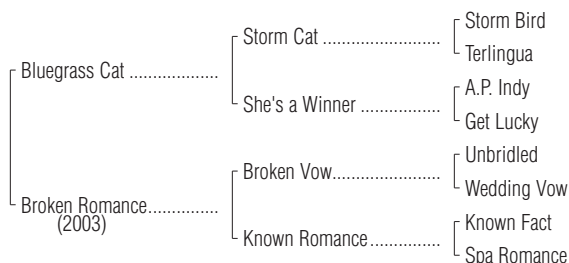 Storm Bird
Storm Cat ........................
Terlingua
Bluegrass Cat ..................
A.P. Indy
She's a Winner ................
Get Lucky
Unbridled
Broken Vow......................
Wedding Vow
Broken Romance..............
(2003)
Known Fact
Known Romance..............
Spa Romance